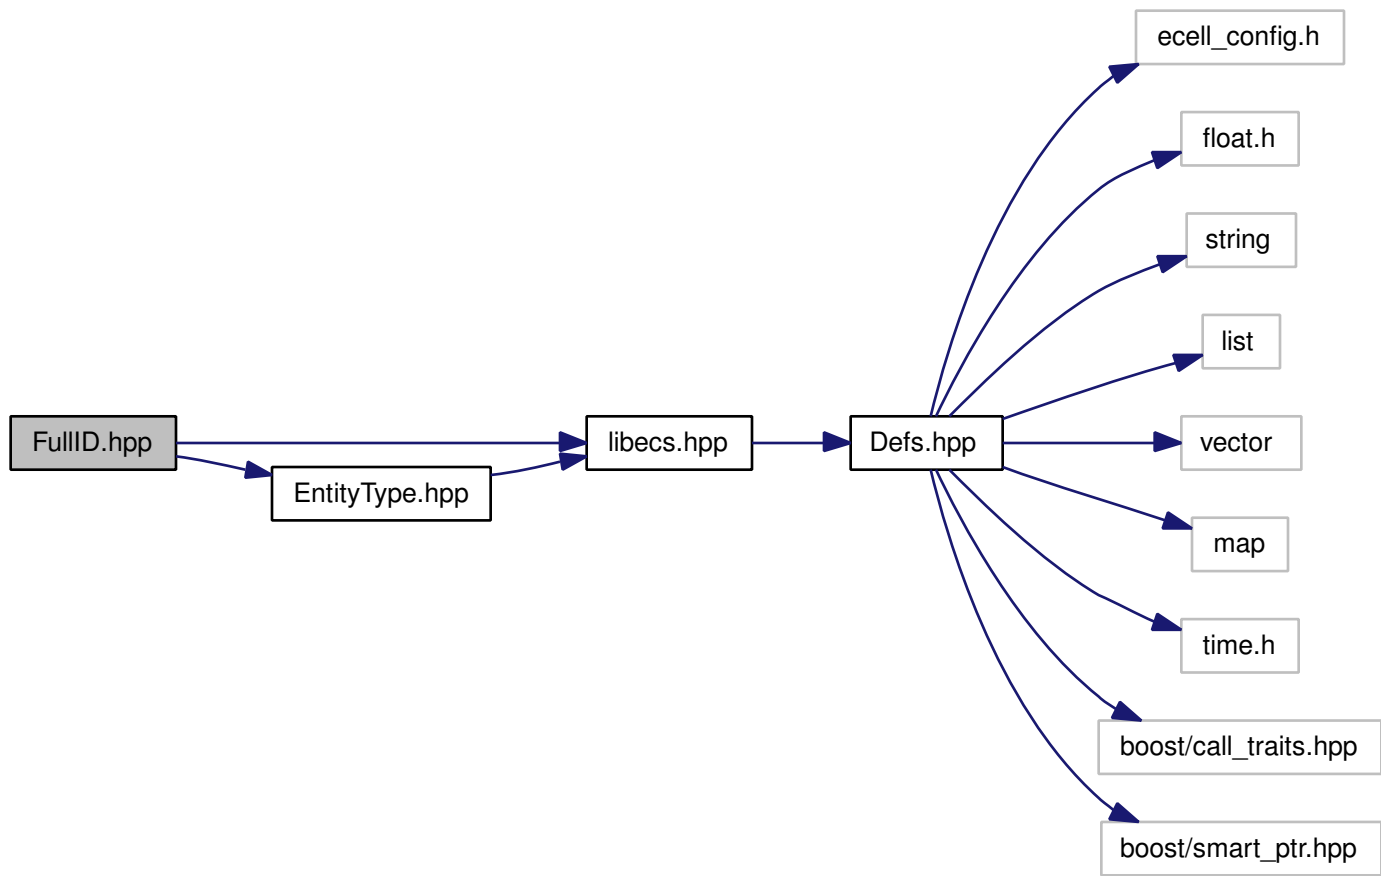 ecell_config.h
float.h
string
list
FullID.hpp
libecs.hpp
Defs.hpp
vector
EntityType.hpp
map
time.h
boost/call_traits.hpp
boost/smart_ptr.hpp